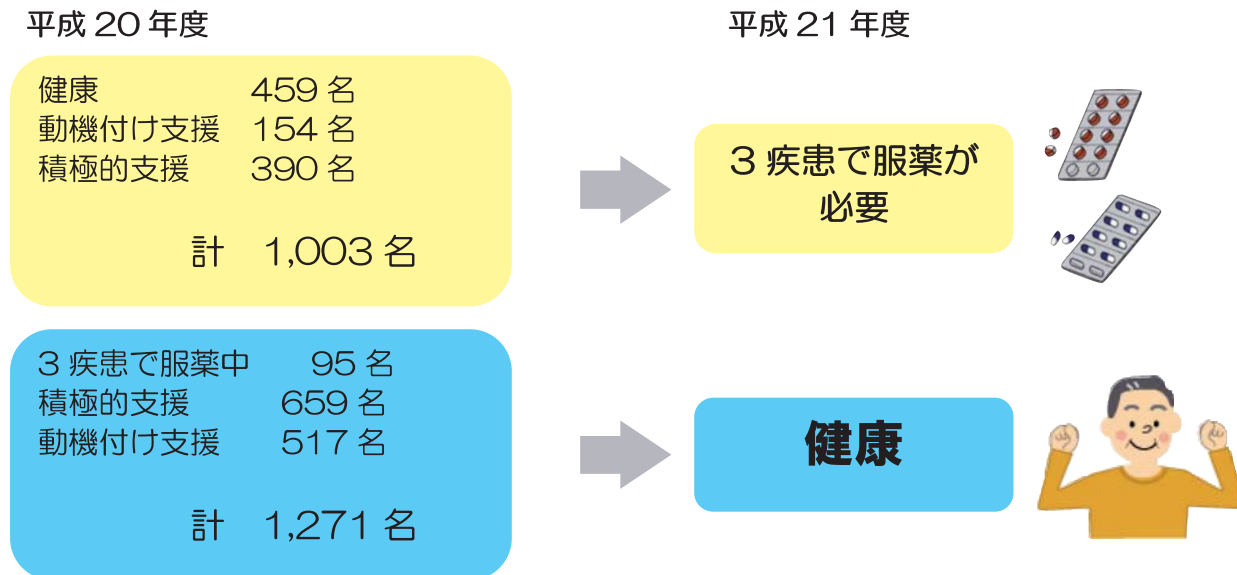 平成 20 年度
平成 21 年度
健康 459 名
動機付け支援 154 名
積極的支援 390 名
計 1,003 名
3 疾患で服薬が
必要
3 疾患で服薬中 95 名
積極的支援 659 名
動機付け支援 517 名
計 1,271 名
健康